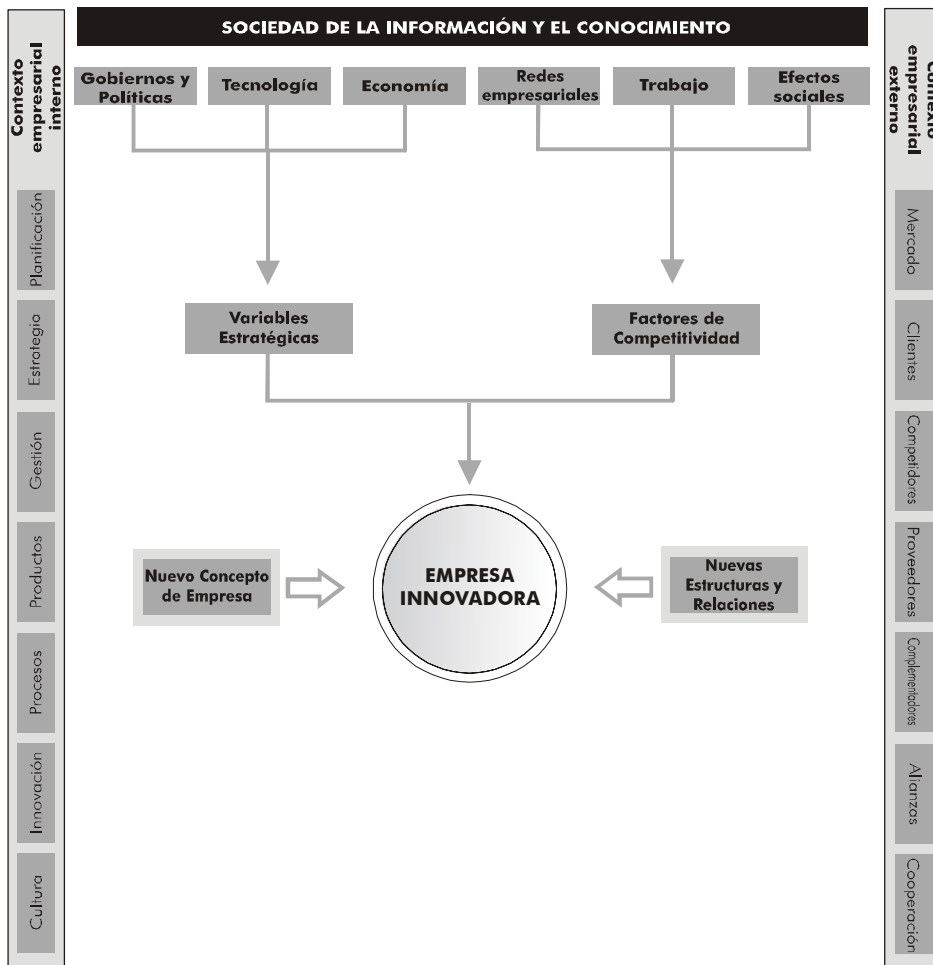 SOCIEDAD DE LA INFORMACIÓN Y EL CONOCIMIENTO
Contexto
empresarial
interno
Gobiernos y
Políticas
Tecnología
Economía
Redes
empresariales
Trabajo
Efectos
sociales
Contexto
empresarial
externo
Planificación
Estrategio
Gestión
Productos
Procesos
Innovación
Cultura
Variables
Estratégicas
Factores de
Competitividad
Nuevo Concepto
de Empresa
EMPRESA
INNOVADORA
Nuevas
Estructuras y
Relaciones
Mercado
Clientes
Competidores
Proveedores
Complementadores
Alianzas
Cooperación